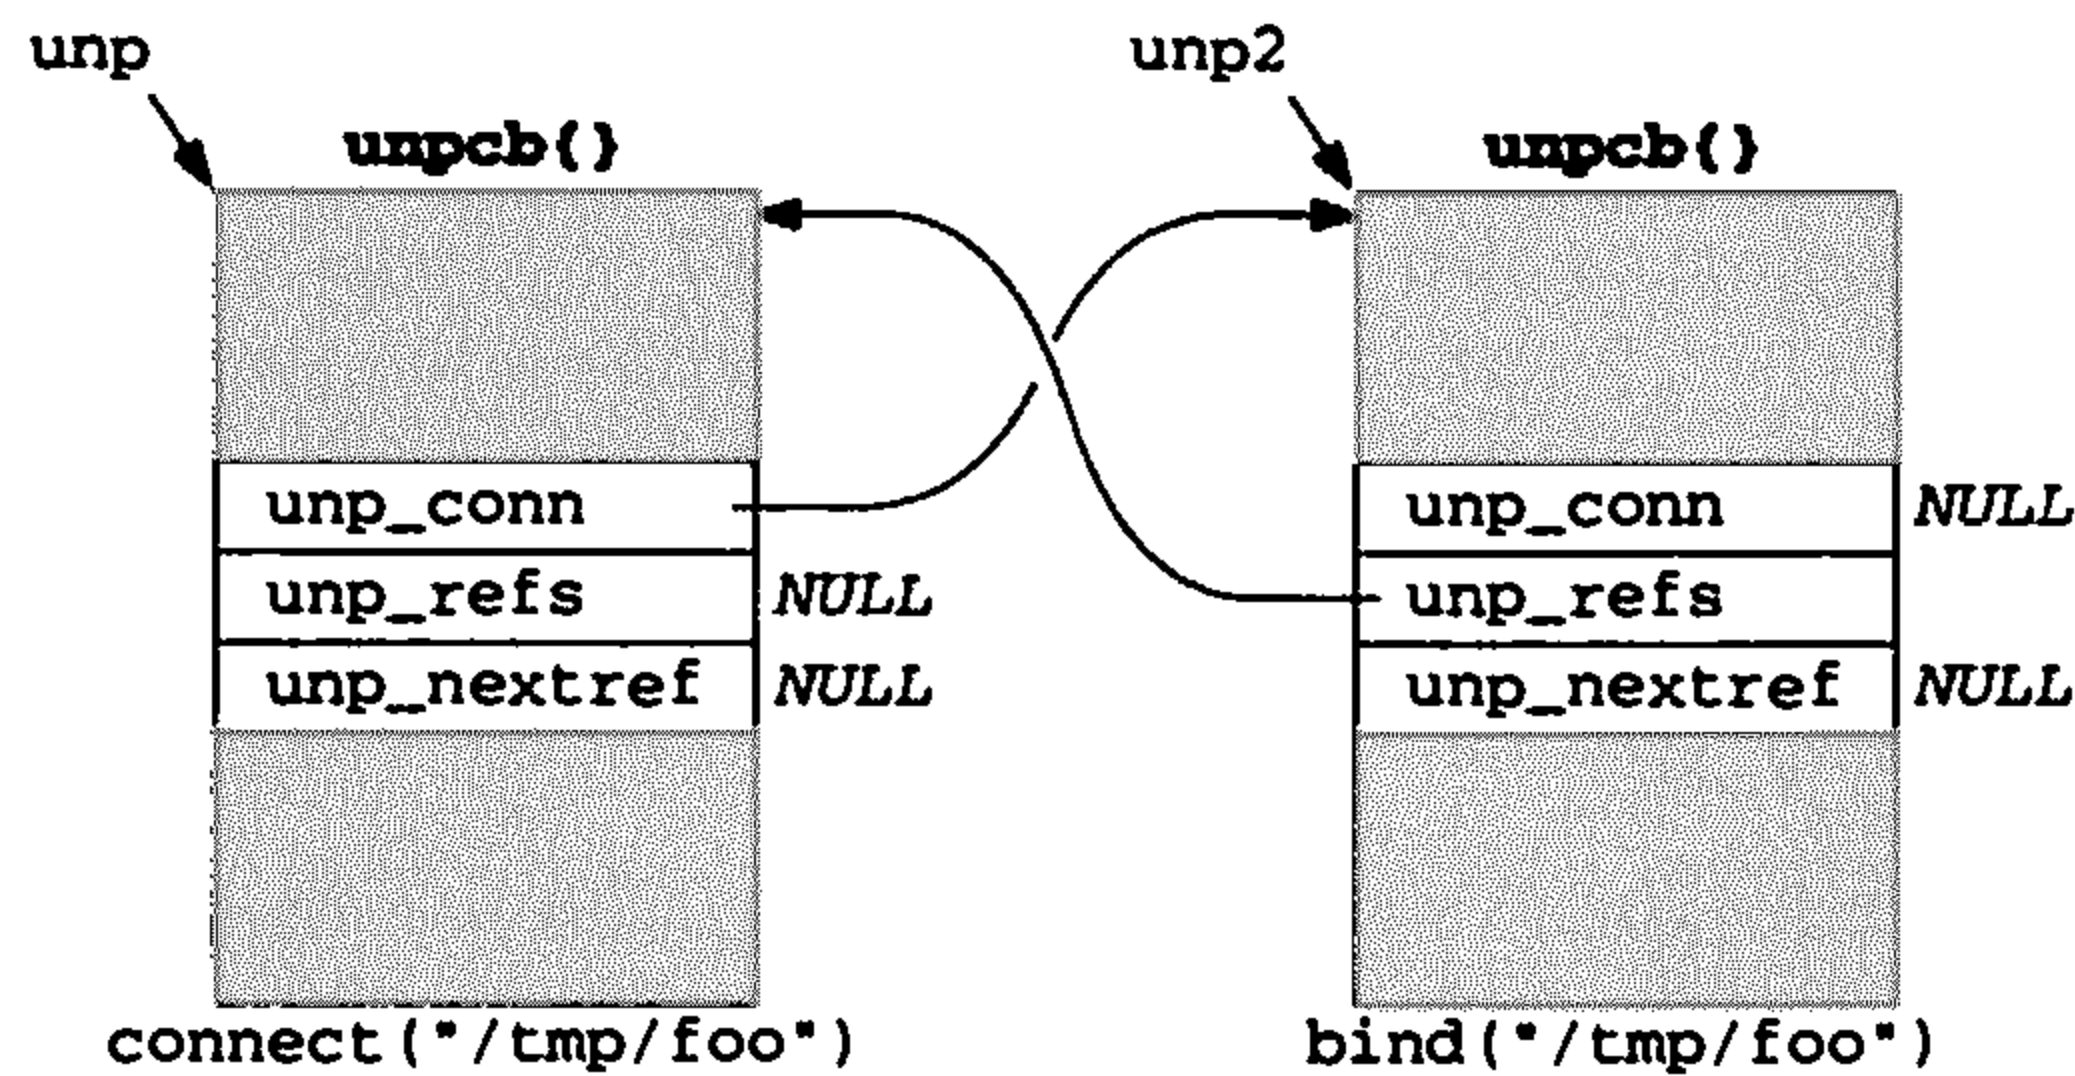 unp
unp2
unpcb{}
unpcb{}
unp_conn
unp_conn
NULL
unp_refs
NULL
unp_refs
unp_nextref
NULL
unp_nextref
NULL
connect("/tmp/foo")
bind("/tmp/foo")